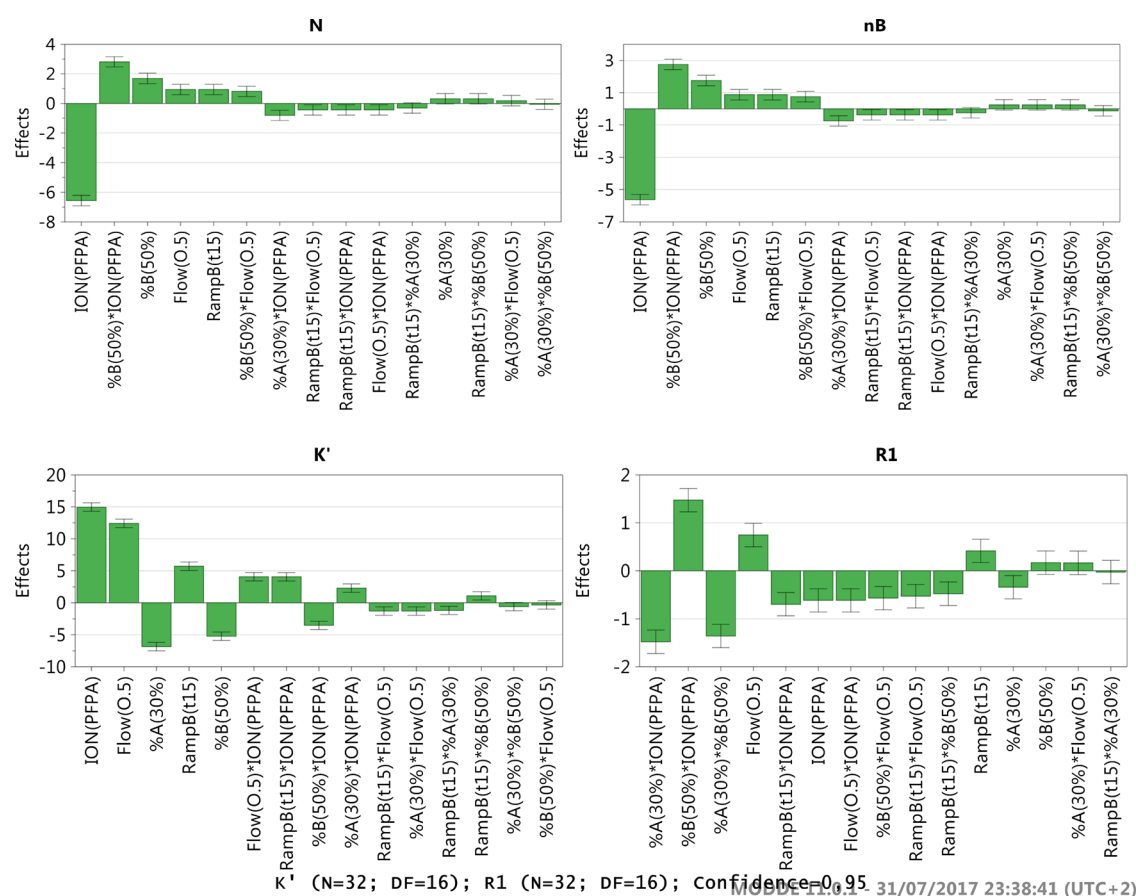 N
nB
4
2
0
-2
-4
-6
-8
Effects
3
1
-1
-3
-5
-7
Effects
ION(PFPA)
%B(50%)*ION(PFPA)
%B(50%)
Flow(O.5)
RampB(t15)
%B(50%)*Flow(O.5)
%A(30%)*ION(PFPA)
RampB(t15)*Flow(O.5)
RampB(t15)*ION(PFPA)
Flow(O.5)*ION(PFPA)
RampB(t15)*%A(30%)
%A(30%)
RampB(t15)*%B(50%)
%A(30%)*Flow(O.5)
%A(30%)*%B(50%)
ION(PFPA)
%B(50%)*ION(PFPA)
%B(50%)
Flow(O.5)
RampB(t15)
%B(50%)*Flow(O.5)
%A(30%)*ION(PFPA)
RampB(t15)*Flow(O.5)
RampB(t15)*ION(PFPA)
Flow(O.5)*ION(PFPA)
RampB(t15)*%A(30%)
%A(30%)
%A(30%)*Flow(O.5)
RampB(t15)*%B(50%)
%A(30%)*%B(50%)
K'
R1
20
15
10
5
0
-5
-10
Effects
2
1
0
-1
-2
Effects
ION(PFPA)
Flow(O.5)
%A(30%)
RampB(t15)
%B(50%)
Flow(O.5)*ION(PFPA)
RampB(t15)*ION(PFPA)
%B(50%)*ION(PFPA)
%A(30%)*ION(PFPA)
RampB(t15)*Flow(O.5)
%A(30%)*Flow(O.5)
RampB(t15)*%A(30%)
RampB(t15)*%B(50%)
%A(30%)*%B(50%)
%B(50%)*Flow(O.5)
%A(30%)*ION(PFPA)
%B(50%)*ION(PFPA)
%A(30%)*%B(50%)
Flow(O.5)
RampB(t15)*ION(PFPA)
ION(PFPA)
Flow(O.5)*ION(PFPA)
%B(50%)*Flow(O.5)
RampB(t15)*Flow(O.5)
RampB(t15)*%B(50%)
RampB(t15)
%A(30%)
%B(50%)
%A(30%)*Flow(O.5)
RampB(t15)*%A(30%)
K' (N=32; DF=16); R1 (N=32; DF=16); Confidence=0,95
MODDE 11.0.1 - 31/07/2017 23:38:41 (UTC+2)